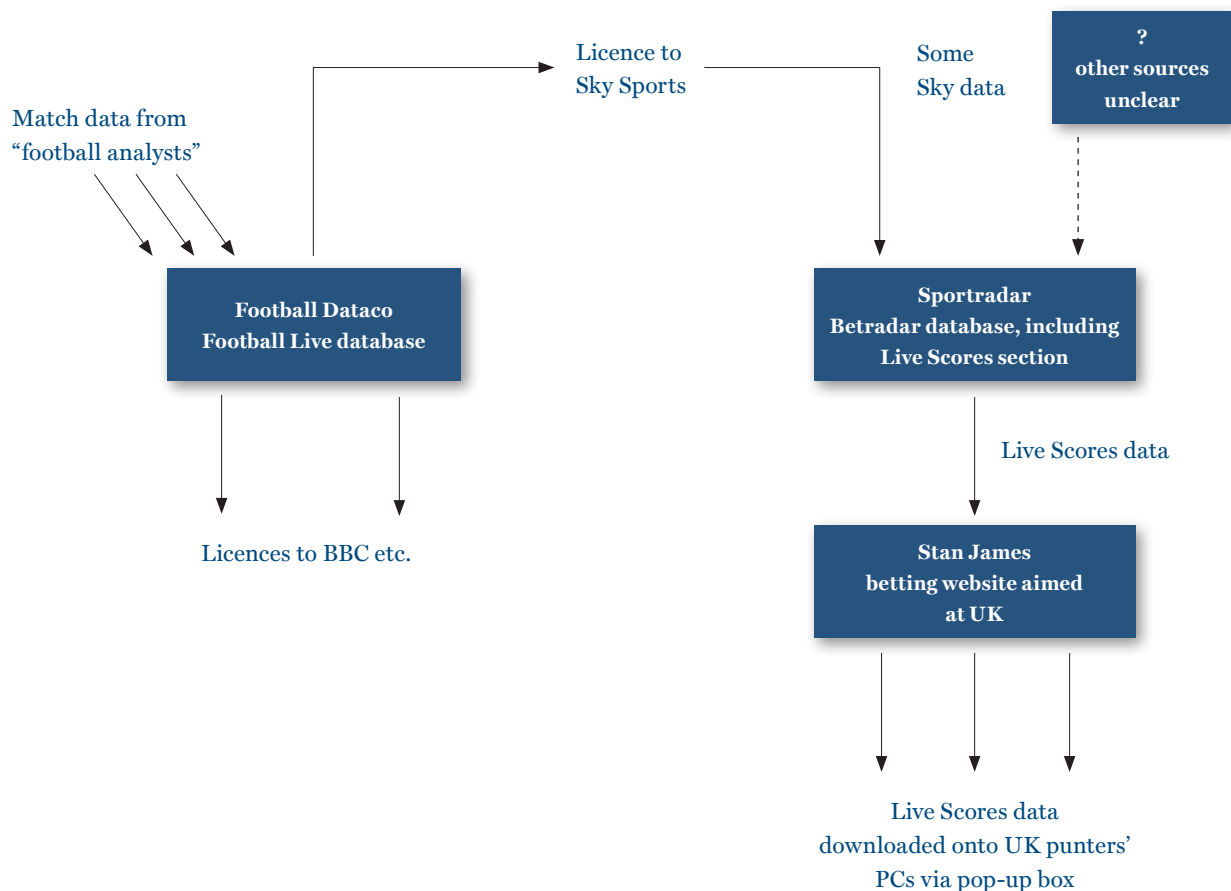 Match data from
“football analysts”
Licence to
Sky Sports
Some
Sky data
?
other sources
unclear
Football Dataco
Football Live database
Sportradar
Betradar database, including
Live Scores section
Licences to BBC etc.
Live Scores data
Stan James
betting website aimed
at UK
Live Scores data
downloaded onto UK punters’
PCs via pop-up box